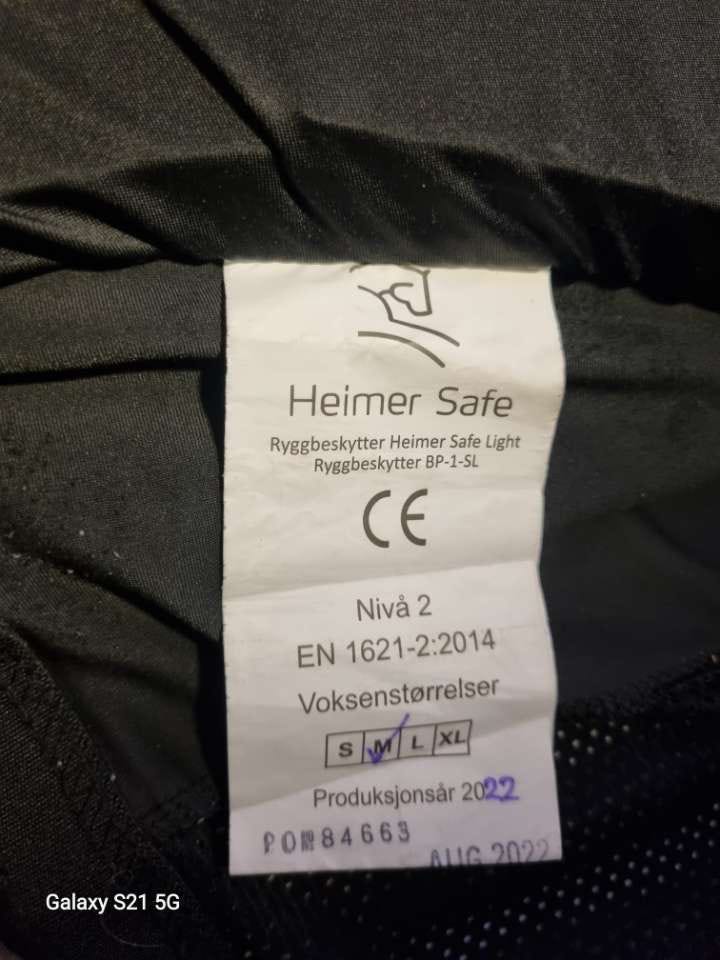 Heimer Safe
Ryggbeskytter Heimer Safe Light
Ryggbeskytter BP-1-SL
CE
Nivå 2
EN 1621-2:2014
Voksenstørrelser
S M L XL
Produksjonsår 2022
84663
AUG 2022
Galaxy S21 5G